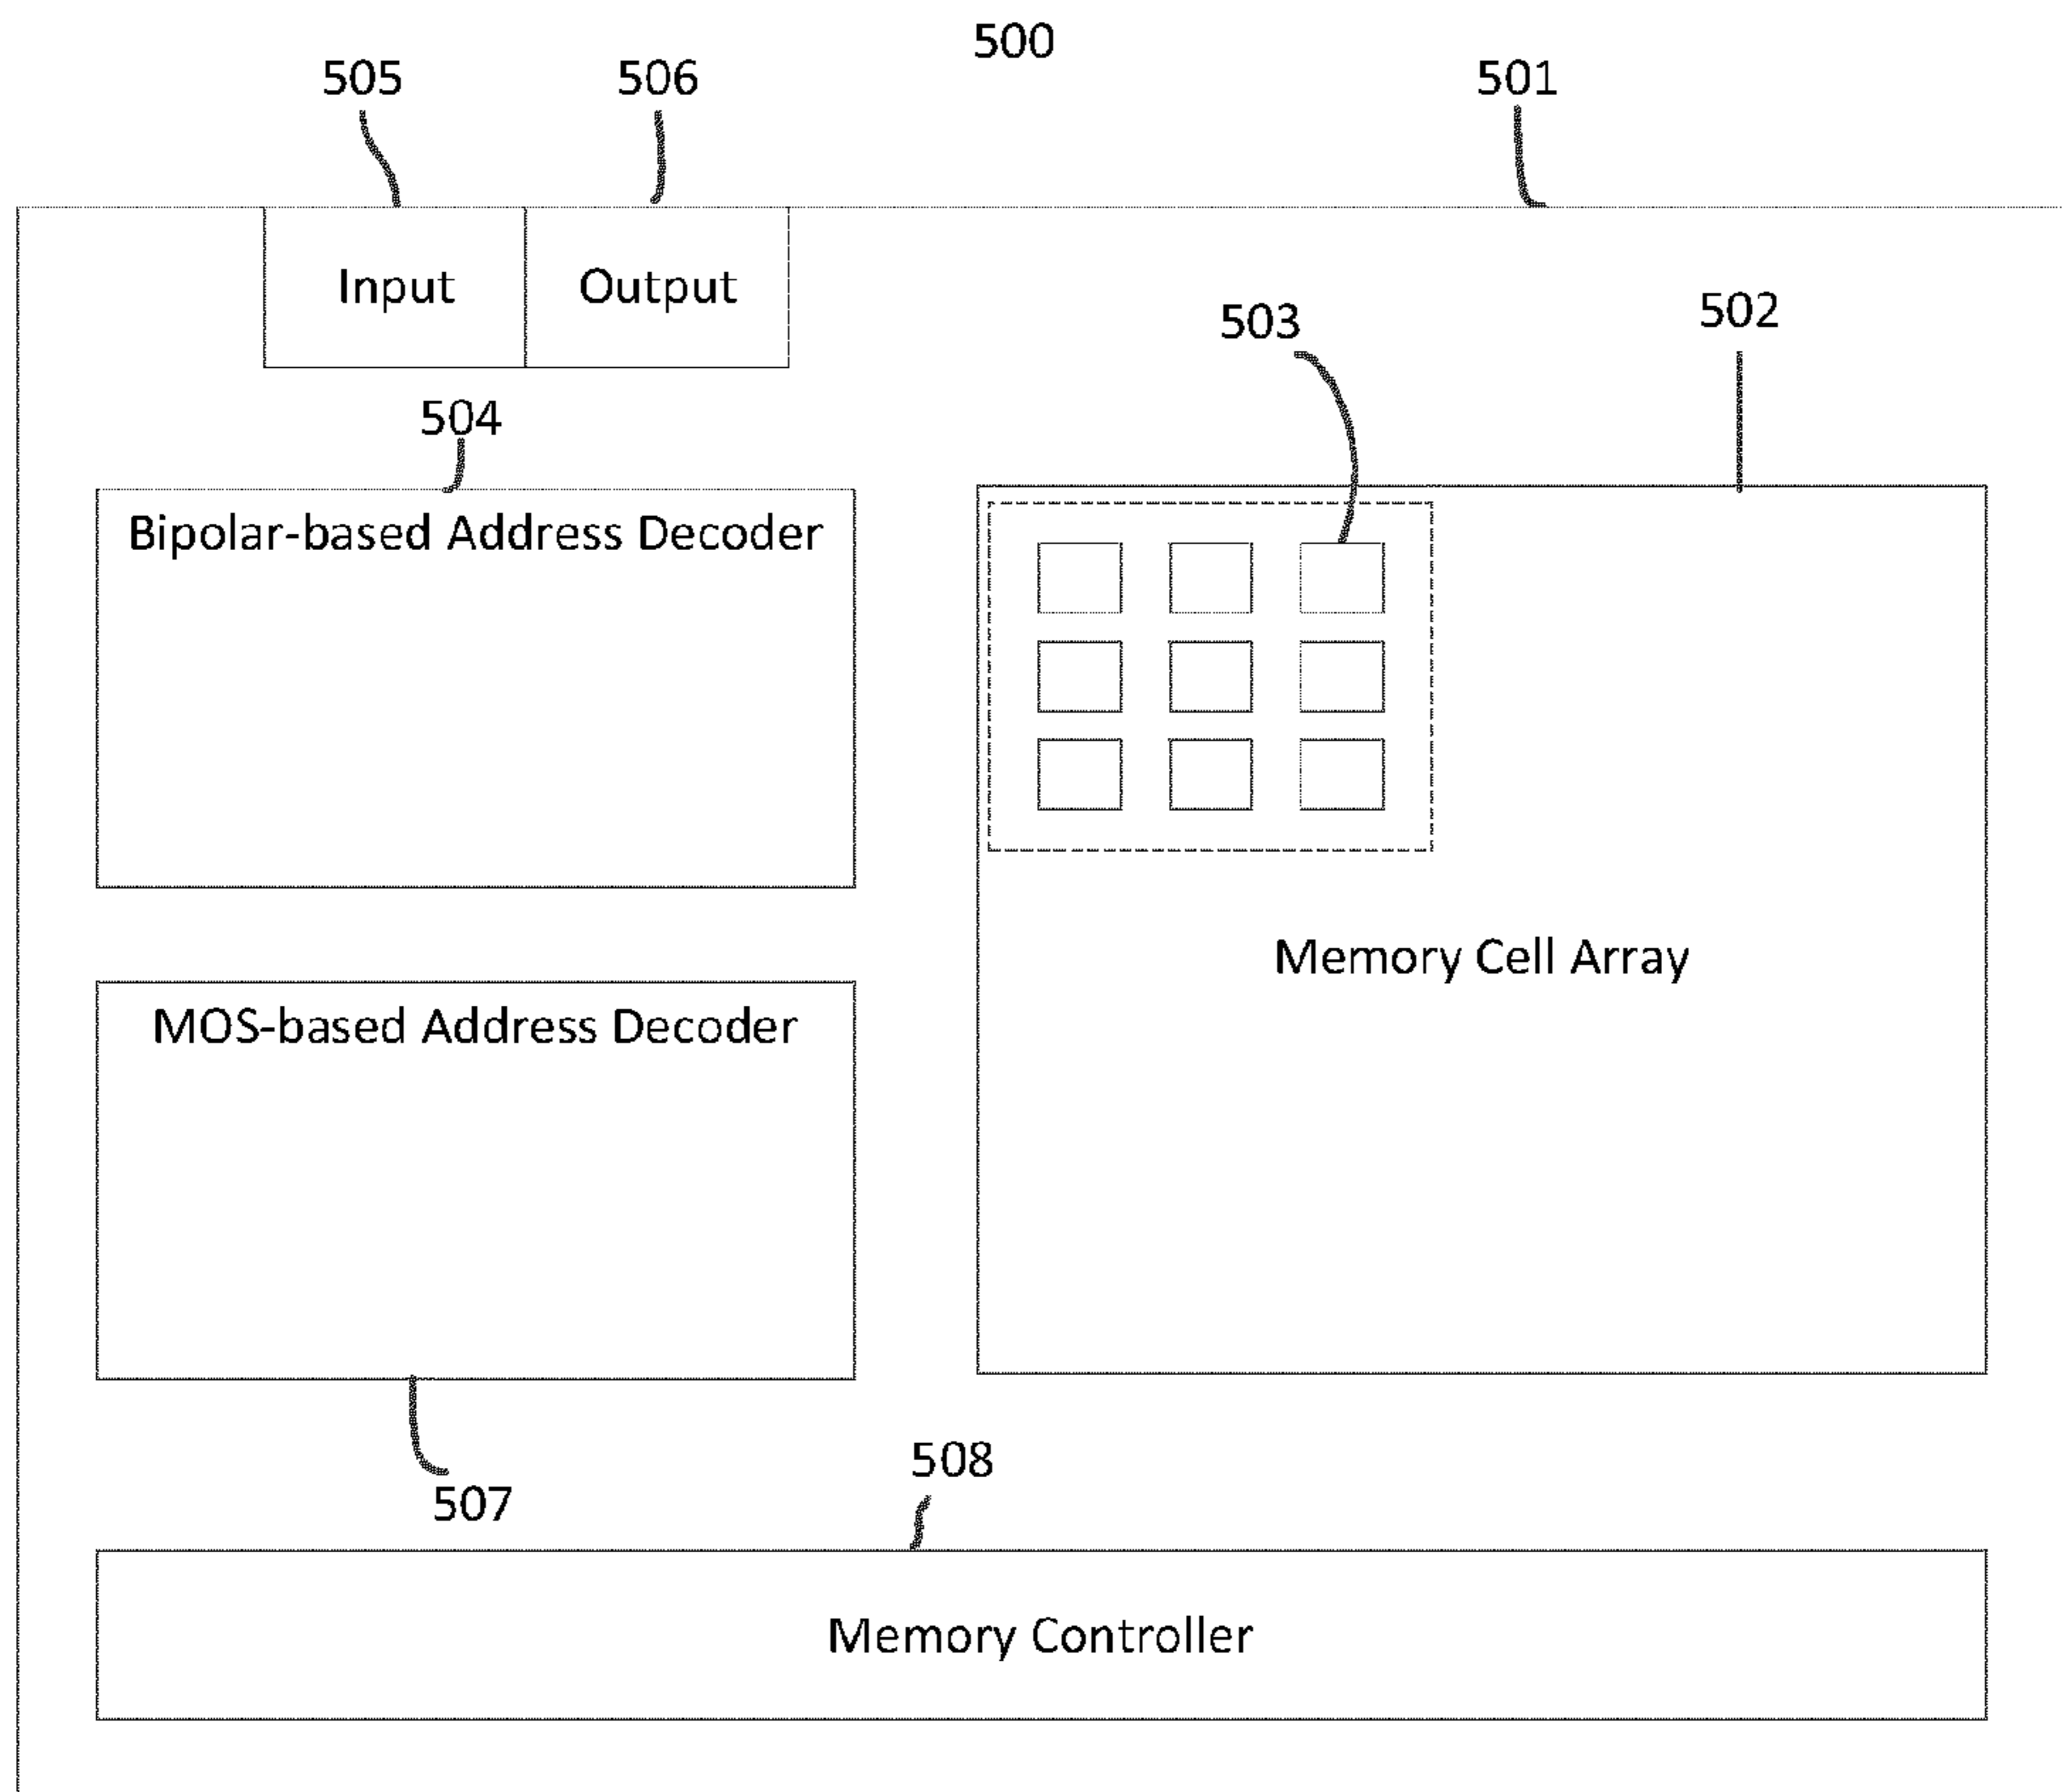 500
505
506
501
Input
Output
503
502
504
Bipolar-based Address Decoder
Memory Cell Array
MOS-based Address Decoder
507
508
Memory Controller